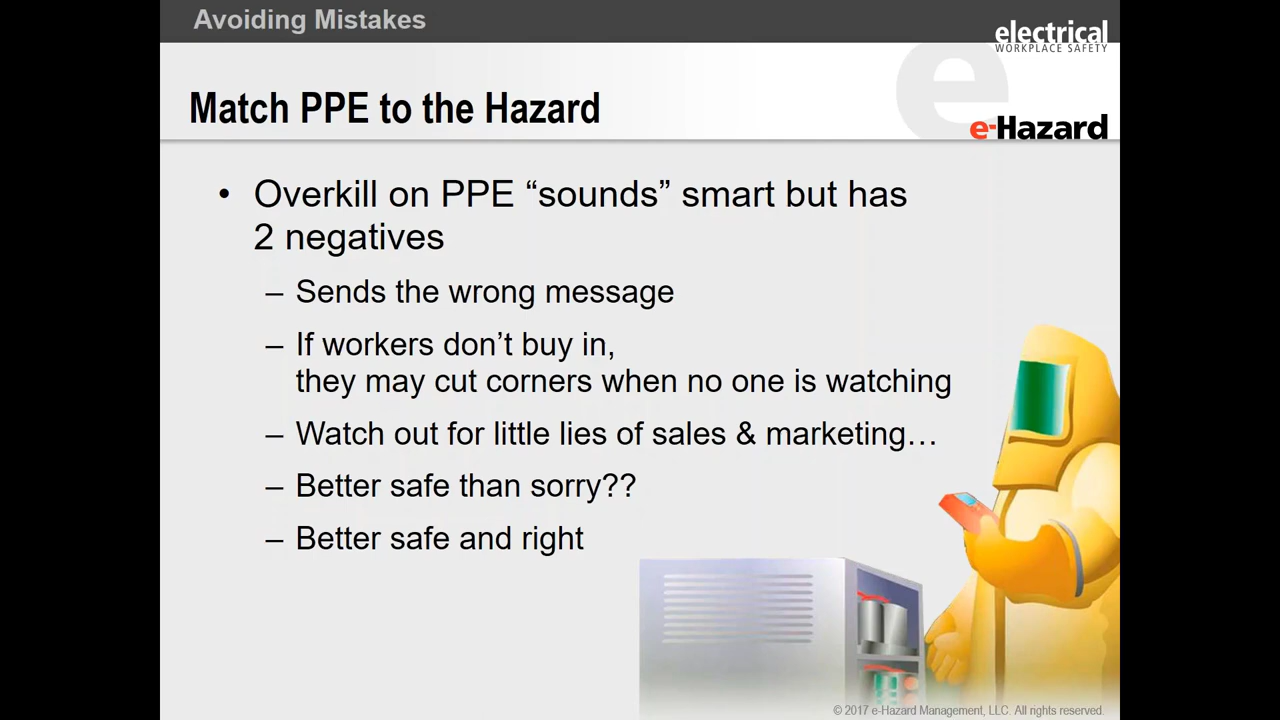 Avoiding Mistakes
electrical
WORKPLACE SAFETY
Match PPE to the Hazard
e-Hazard
• Overkill on PPE “sounds” smart but has
2 negatives
– Sends the wrong message
– If workers don’t buy in,
they may cut corners when no one is watching
– Watch out for little lies of sales & marketing…
– Better safe than sorry??
– Better safe and right
© 2017 e-Hazard Management, LLC. All rights reserved.